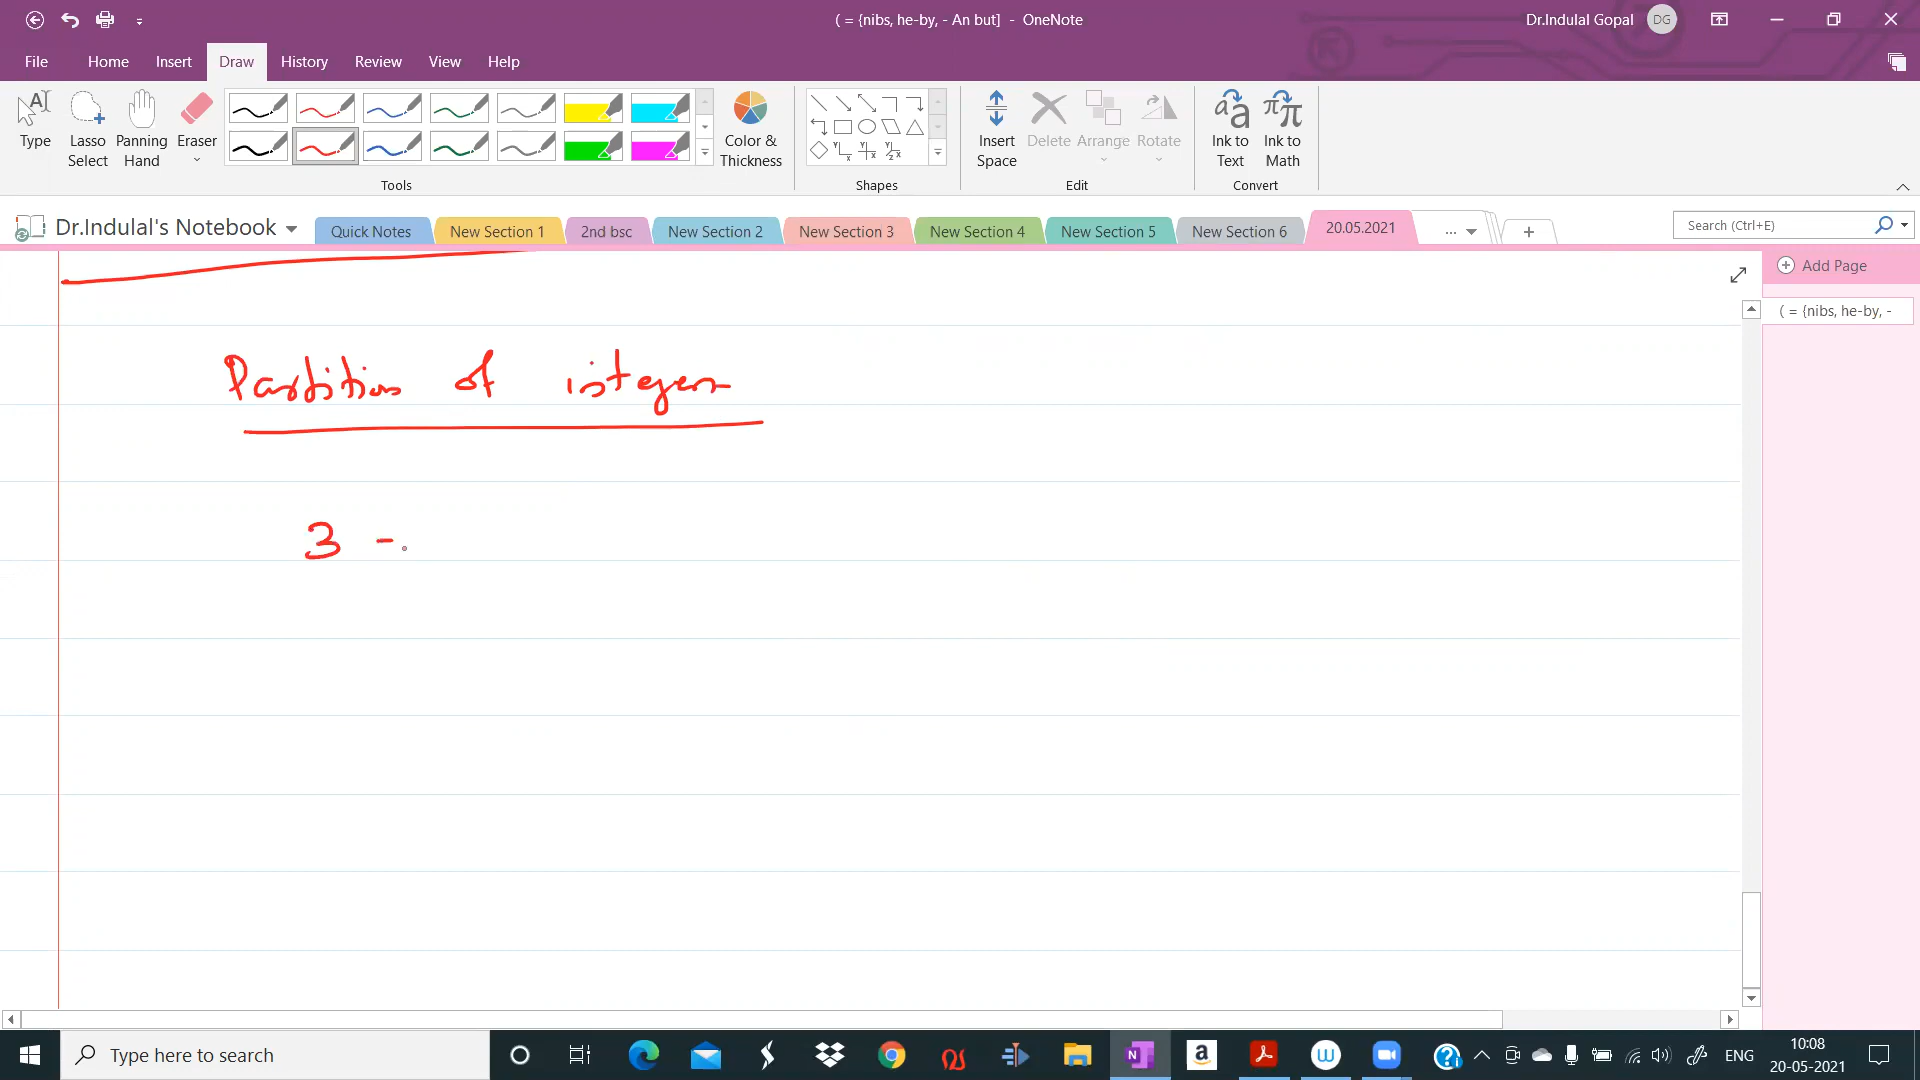 ( = {nibs, he-by, - An but] - OneNote
Dr.Indulal Gopal DG
File Home Insert Draw History Review View Help
Type
Lasso Select
Panning Hand
Eraser
Color & Thickness
Insert Space
Delete
Arrange
Rotate
Ink to Text
Ink to Math
Tools Shapes Edit Convert
Dr.Indulal's Notebook
Quick Notes New Section 1 2nd bsc New Section 2 New Section 3 New Section 4 New Section 5 New Section 6 20.05.2021 ...
Search (Ctrl+E)
Add Page
( = {nibs, he-by, -
Partition of integer
3 -
Type here to search
ENG
10:08
20-05-2021